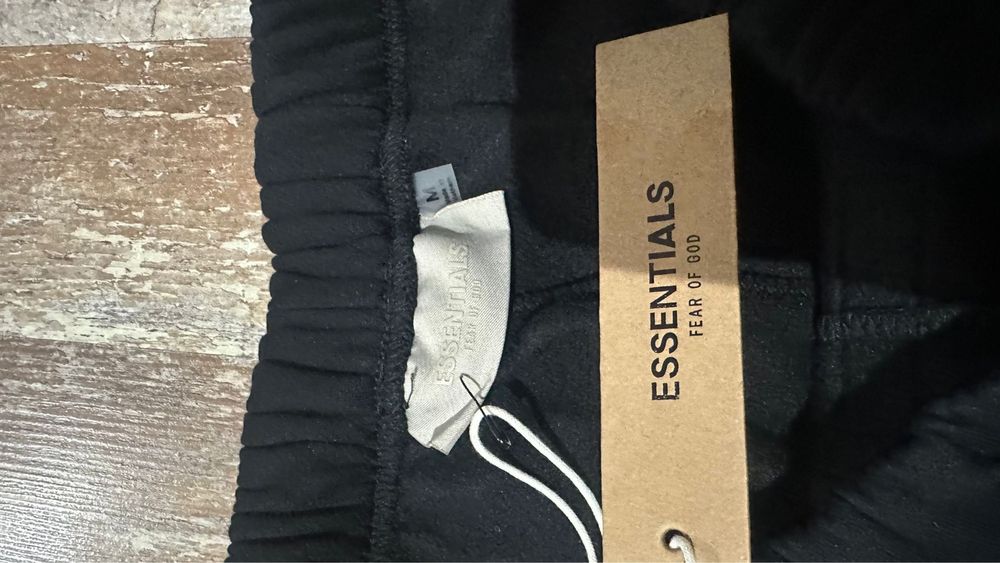 M
ESSENTIALS
FEAR OF GOD
ESSENTIALS
FEAR OF GOD